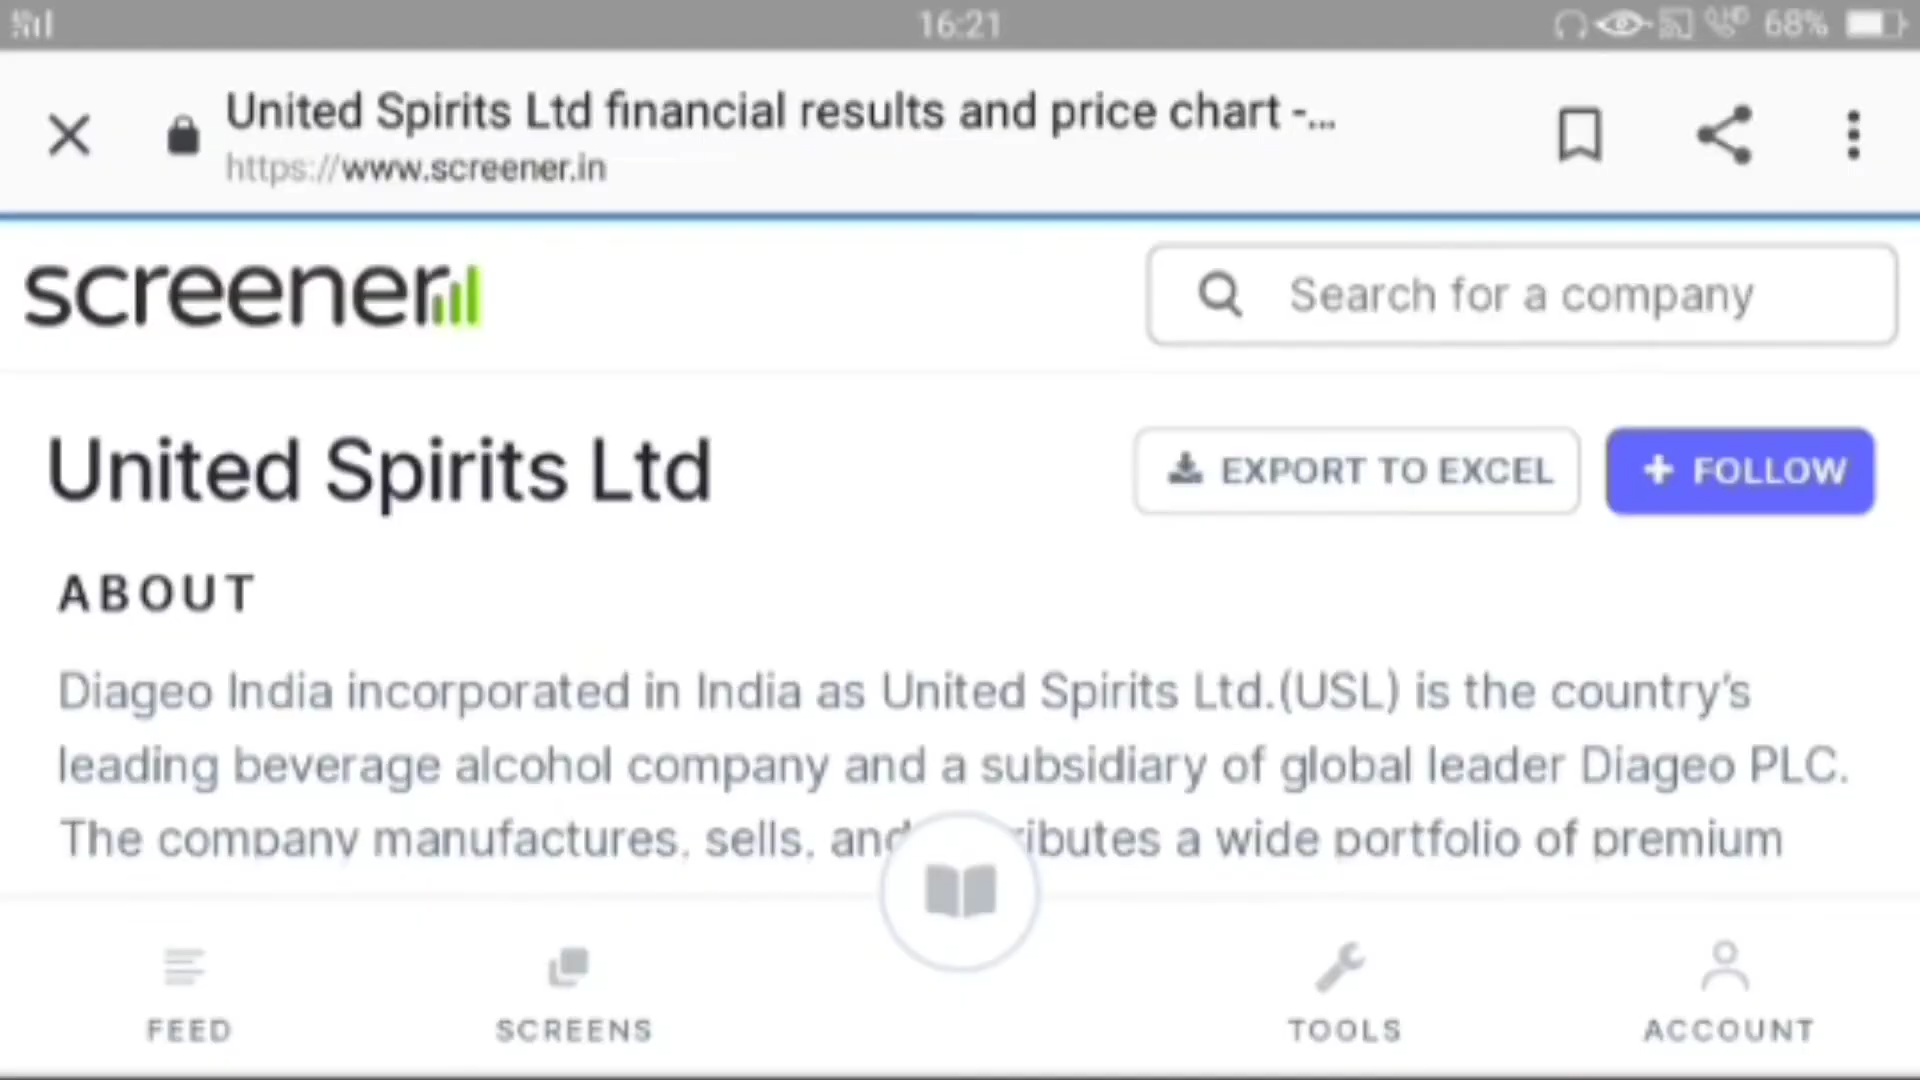 16:21
68%
United Spirits Ltd financial results and price chart -...
https://www.screener.in
screener
Search for a company
United Spirits Ltd
EXPORT TO EXCEL
+ FOLLOW
ABOUT
Diageo India incorporated in India as United Spirits Ltd.(USL) is the country's
leading beverage alcohol company and a subsidiary of global leader Diageo PLC.
The company manufactures, sells, and ributes a wide portfolio of premium
FEED
SCREENS
TOOLS
ACCOUNT